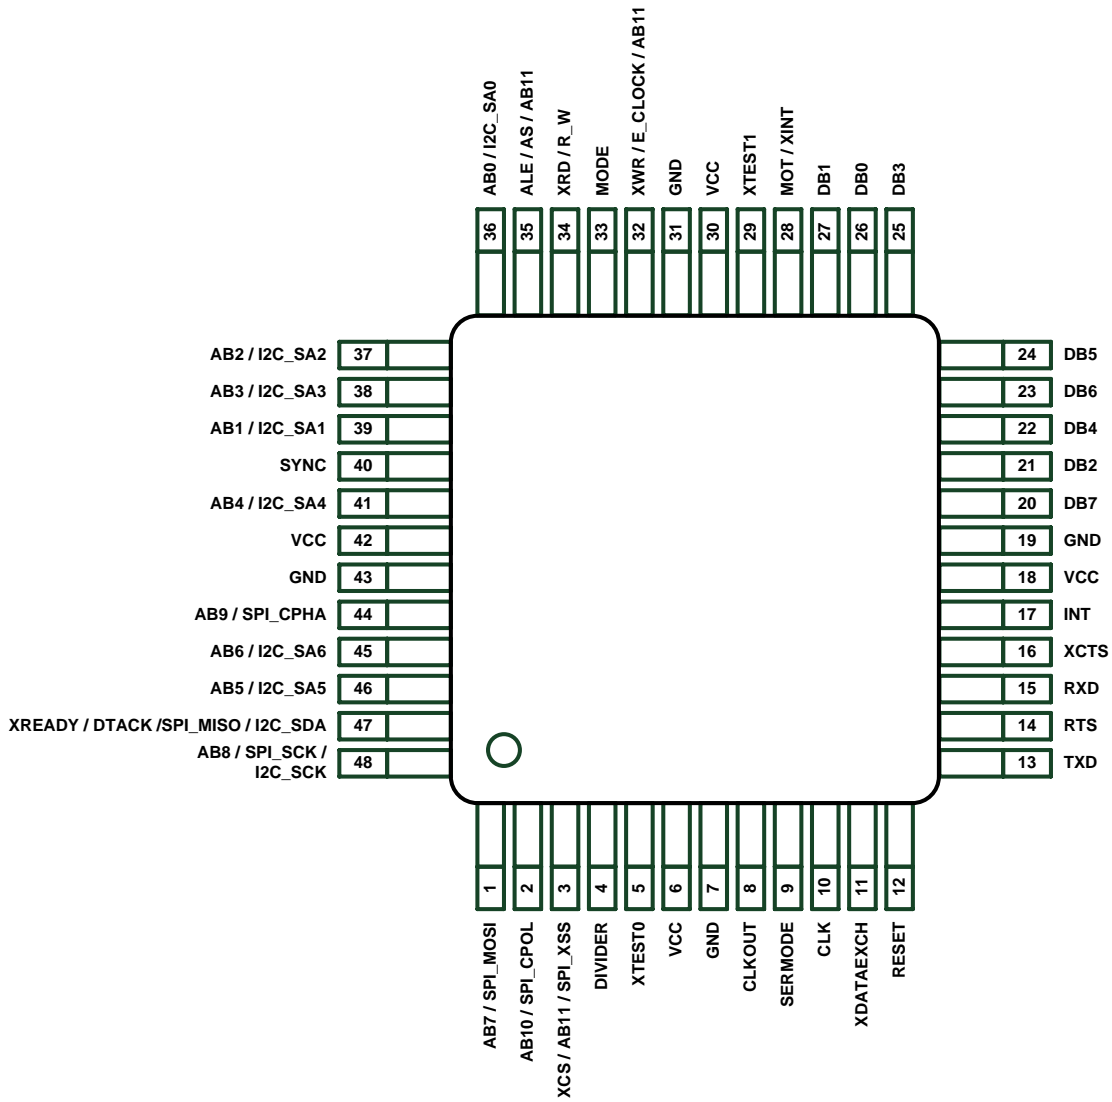 AB0 / I2C_SA0
ALE / AS / AB11
XRD / R_W
MODE
XWR / E_CLOCK / AB11
GND
VCC
XTEST1
MOT / XINT
DB1
DB0
DB3
36
35
34
33
32
31
30
29
28
27
26
25
AB2 / I2C_SA2 37
AB3 / I2C_SA3 38
AB1 / I2C_SA1 39
SYNC 40
AB4 / I2C_SA4 41
VCC 42
GND 43
AB9 / SPI_CPHA 44
AB6 / I2C_SA6 45
AB5 / I2C_SA5 46
XREADY / DTACK /SPI_MISO / I2C_SDA 47
AB8 / SPI_SCK /
I2C_SCK 48
24 DB5
23 DB6
22 DB4
21 DB2
20 DB7
19 GND
18 VCC
17 INT
16 XCTS
15 RXD
14 RTS
13 TXD
1
2
3
4
5
6
7
8
9
10
11
12
AB7 / SPI_MOSI
AB10 / SPI_CPOL
XCS / AB11 / SPI_XSS
DIVIDER
XTEST0
VCC
GND
CLKOUT
SERMODE
CLK
XDATAEXCH
RESET